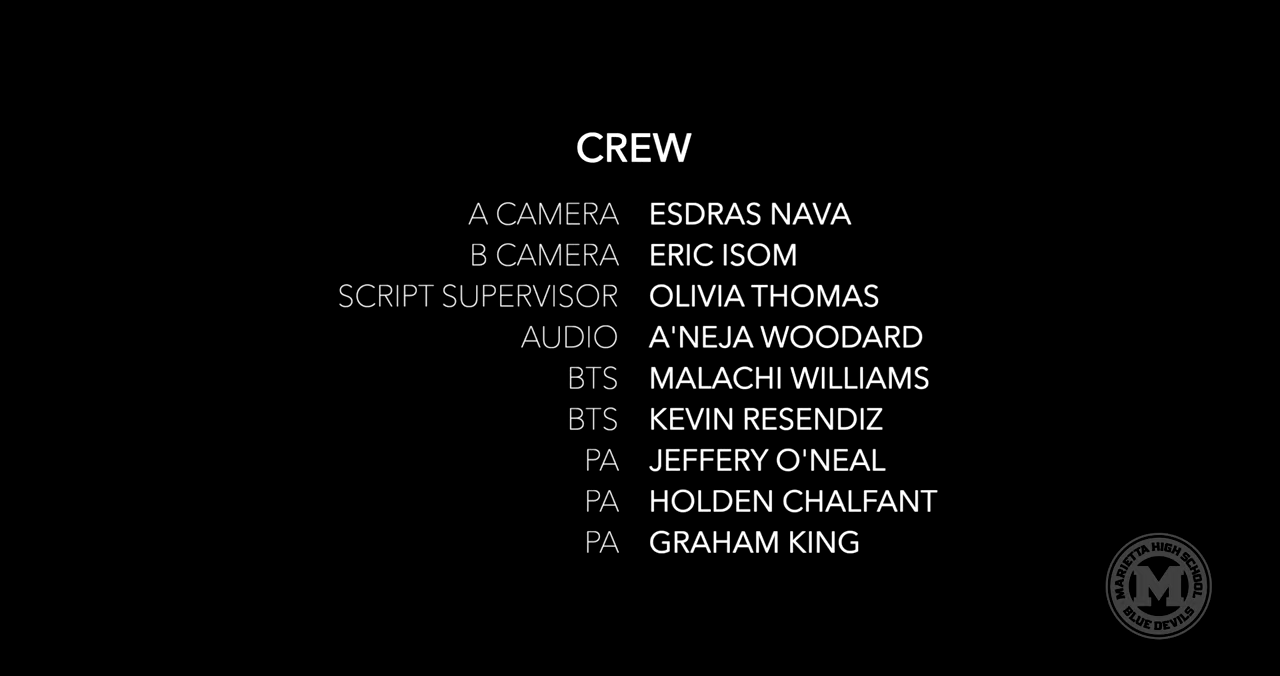 CREW
A CAMERA ESDRAS NAVA
B CAMERA ERIC ISOM
SCRIPT SUPERVISOR OLIVIA THOMAS
AUDIO A'NEJA WOODARD
BTS MALACHI WILLIAMS
BTS KEVIN RESENDIZ
PA JEFFERY O'NEAL
PA HOLDEN CHALFANT
PA GRAHAM KING
MARIETTA HIGH SCHOOL
M
BLUE DEVILS